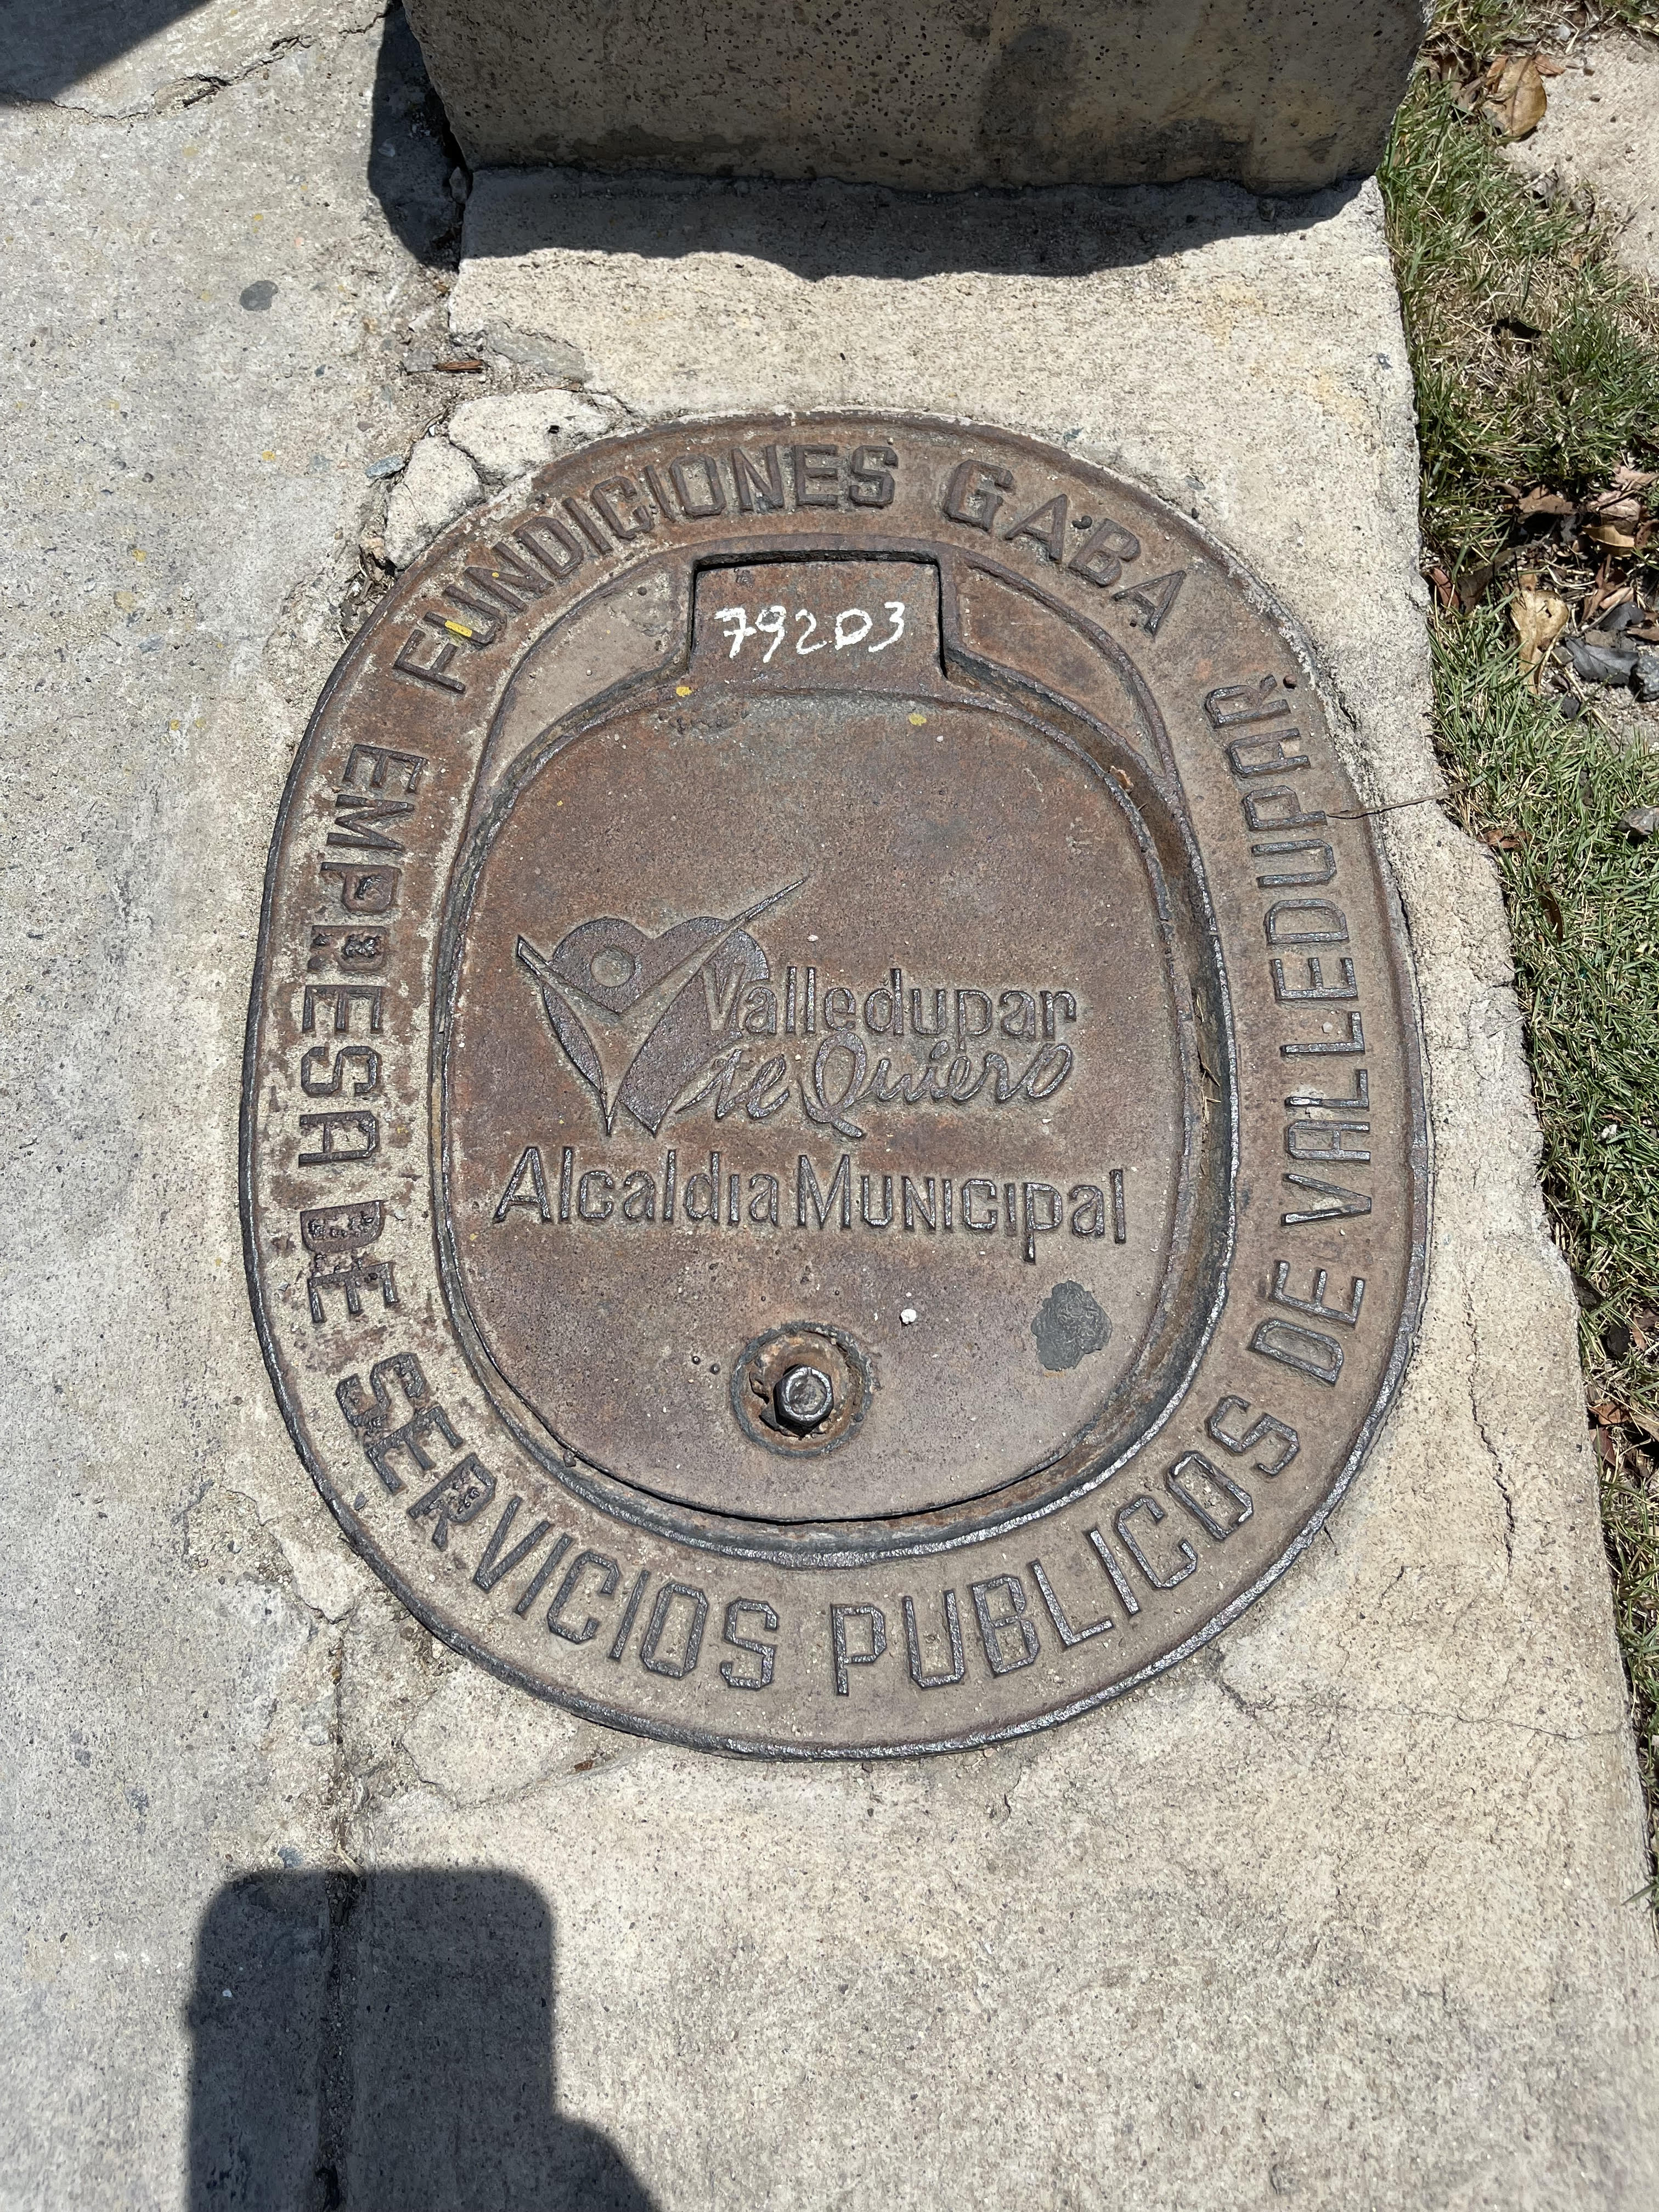 FUNDICIONES GABA
79203
Valledupar
te Quiero
Alcaldia Municipal
EMPRESA DE SERVICIOS PUBLICOS DE VALLEDUPAR